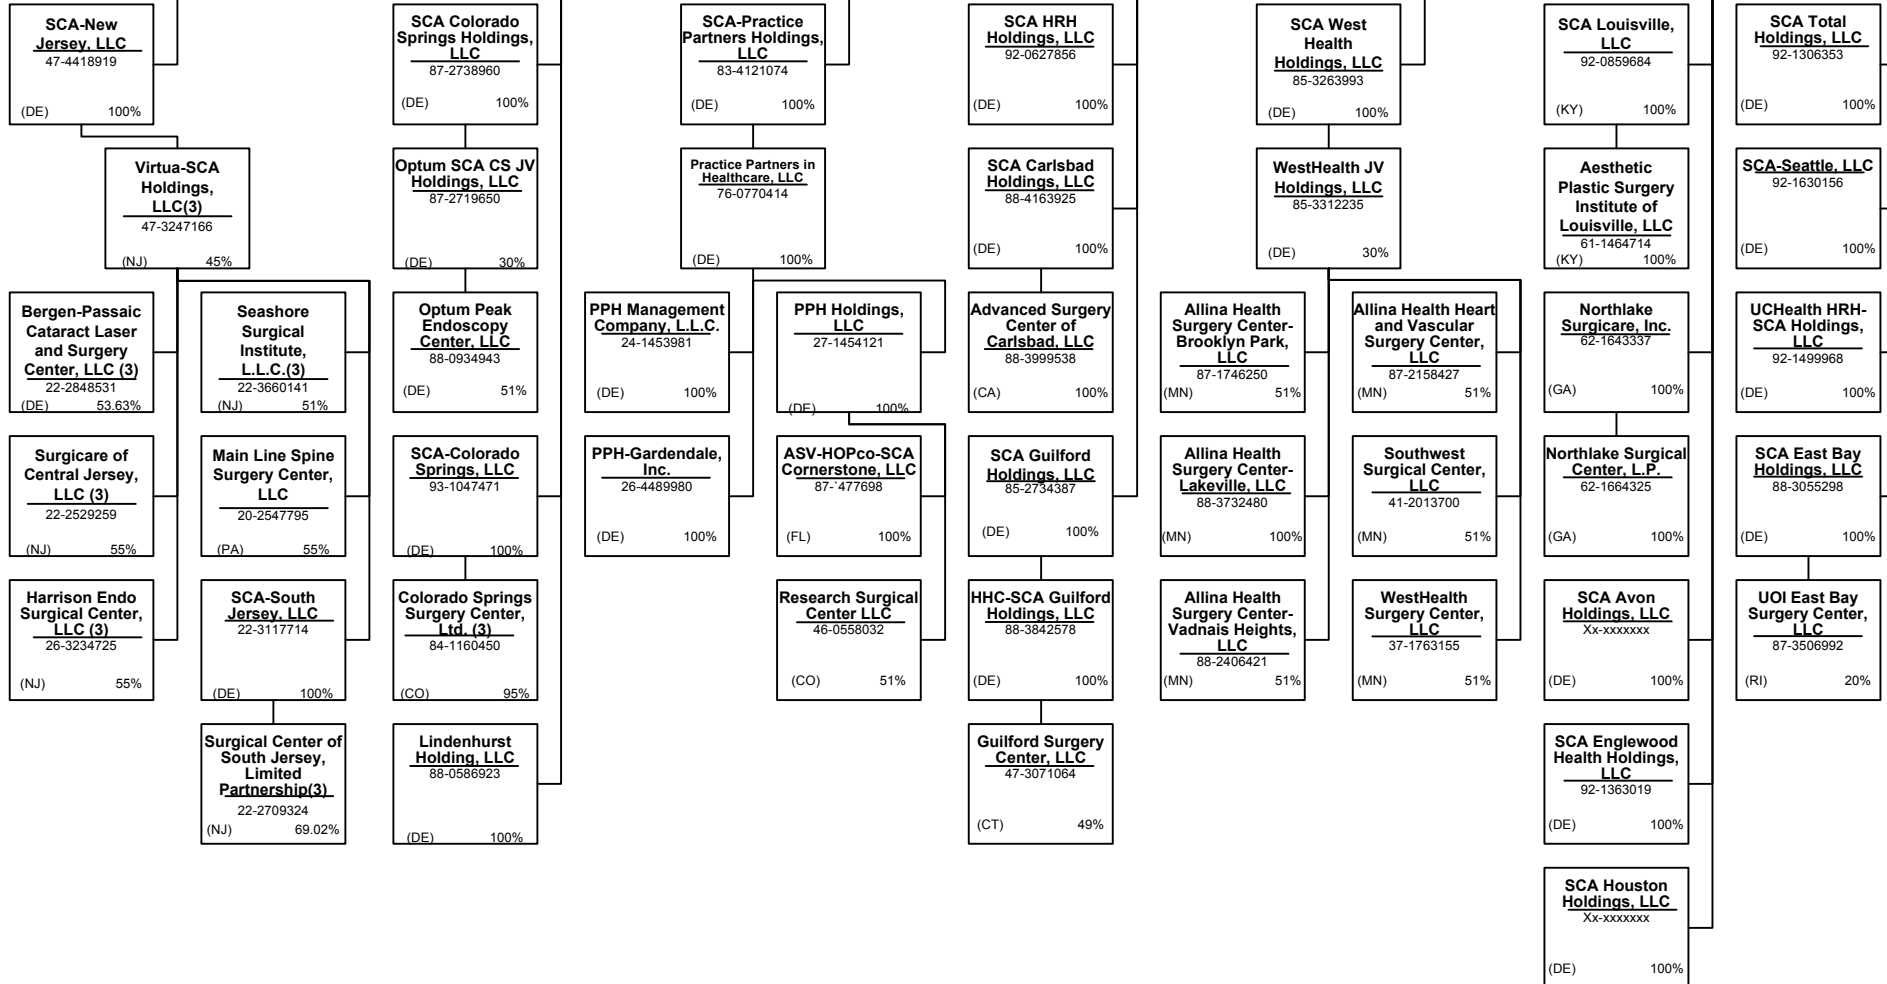 SCA-New
Jersey, LLC
47-4418919
(DE) 100%
Virtua-SCA
Holdings,
LLC(3)
47-3247166
(NJ) 45%
Bergen-Passaic
Cataract Laser
and Surgery
Center, LLC (3)
22-2848531
(DE) 53.63%
Surgicare of
Central Jersey,
LLC (3)
22-2529259
(NJ) 55%
Harrison Endo
Surgical Center,
LLC (3)
26-3234725
(NJ) 55%
Seashore
Surgical
Institute,
L.L.C.(3)
22-3660141
(NJ) 51%
Main Line Spine
Surgery Center,
LLC
20-2547795
(PA) 55%
SCA-South
Jersey, LLC
22-3117714
(DE) 100%
Surgical Center of
South Jersey,
Limited
Partnership(3)
22-2709324
(NJ) 69.02%
SCA Colorado
Springs Holdings,
LLC
87-2738960
(DE) 100%
Optum SCA CS JV
Holdings, LLC
87-2719650
(DE) 30%
Optum Peak
Endoscopy
Center, LLC
88-0934943
(DE) 51%
SCA-Colorado
Springs, LLC
93-1047471
(DE) 100%
Colorado Springs
Surgery Center,
Ltd. (3)
84-1160450
(CO) 95%
Lindenhurst
Holding, LLC
88-0586923
(DE) 100%
SCA-Practice
Partners Holdings,
LLC
83-4121074
(DE) 100%
Practice Partners in
Healthcare, LLC
76-0770414
(DE) 100%
PPH Management
Company, L.L.C.
24-1453981
(DE) 100%
PPH-Gardendale,
Inc.
26-4489980
(DE) 100%
PPH Holdings,
LLC
27-1454121
(DE) 100%
ASV-HOPco-SCA
Cornerstone, LLC
87-`477698
(FL) 100%
Research Surgical
Center LLC
46-0558032
(CO) 51%
SCA HRH
Holdings, LLC
92-0627856
(DE) 100%
SCA Carlsbad
Holdings, LLC
88-4163925
(DE) 100%
Advanced Surgery
Center of
Carlsbad, LLC
88-3999538
(CA) 100%
SCA Guilford
Holdings, LLC
85-2734387
(DE) 100%
HHC-SCA Guilford
Holdings, LLC
88-3842578
(DE) 100%
Guilford Surgery
Center, LLC
47-3071064
(CT) 49%
SCA West
Health
Holdings, LLC
85-3263993
(DE) 100%
WestHealth JV
Holdings, LLC
85-3312235
(DE) 30%
Allina Health
Surgery Center-
Brooklyn Park,
LLC
87-1746250
(MN) 51%
Allina Health
Surgery Center-
Lakeville, LLC
88-3732480
(MN) 100%
Allina Health
Surgery Center-
Vadnais Heights,
LLC
88-2406421
(MN) 51%
Allina Health Heart
and Vascular
Surgery Center,
LLC
87-2158427
(MN) 51%
Southwest
Surgical Center,
LLC
41-2013700
(MN) 51%
WestHealth
Surgery Center,
LLC
37-1763155
(MN) 51%
SCA Louisville,
LLC
92-0859684
(KY) 100%
Aesthetic
Plastic Surgery
Institute of
Louisville, LLC
61-1464714
(KY) 100%
Northlake
Surgicare, Inc.
62-1643337
(GA) 100%
Northlake Surgical
Center, L.P.
62-1664325
(GA) 100%
SCA Avon
Holdings, LLC
Xx-xxxxxxx
(DE) 100%
SCA Englewood
Health Holdings,
LLC
92-1363019
(DE) 100%
SCA Houston
Holdings, LLC
Xx-xxxxxxx
(DE) 100%
SCA Total
Holdings, LLC
92-1306353
(DE) 100%
SCA-Seattle, LLC
92-1630156
(DE) 100%
UCHealth HRH-
SCA Holdings,
LLC
92-1499968
(DE) 100%
SCA East Bay
Holdings, LLC
88-3055298
(DE) 100%
UOI East Bay
Surgery Center,
LLC
87-3506992
(RI) 20%